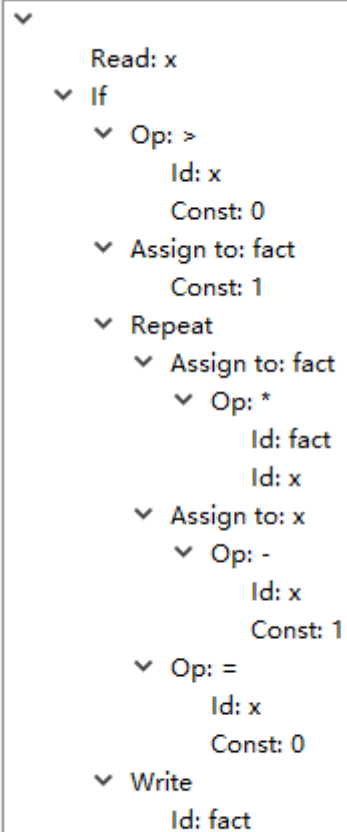 Read: x
If
Op: >
Id: x
Const: 0
Assign to: fact
Const: 1
Repeat
Assign to: fact
Op: *
Id: fact
Id: x
Assign to: x
Op: -
Id: x
Const: 1
Op: =
Id: x
Const: 0
Write
Id: fact